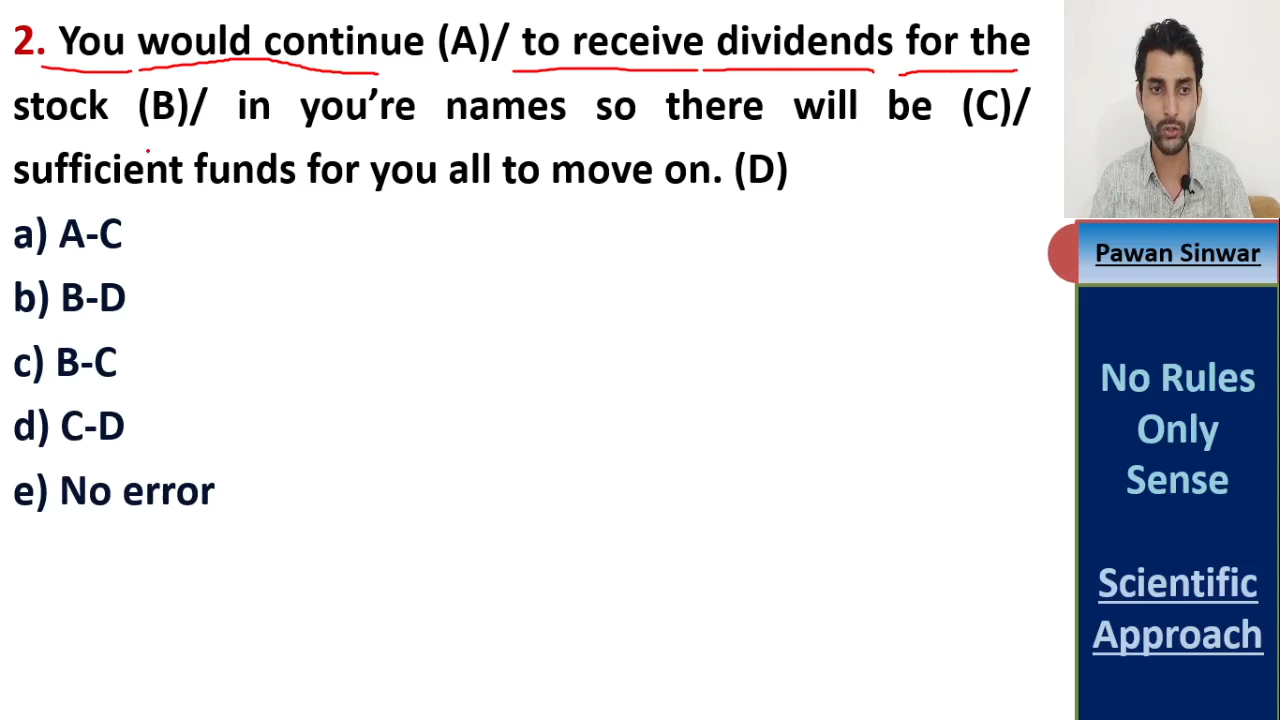 2. You would continue (A)/ to receive dividends for the
stock (B)/ in you’re names so there will be (C)/
sufficient funds for you all to move on. (D)
a) A-C
b) B-D
c) B-C
d) C-D
e) No error
Pawan Sinwar
No Rules
Only
Sense
Scientific
Approach